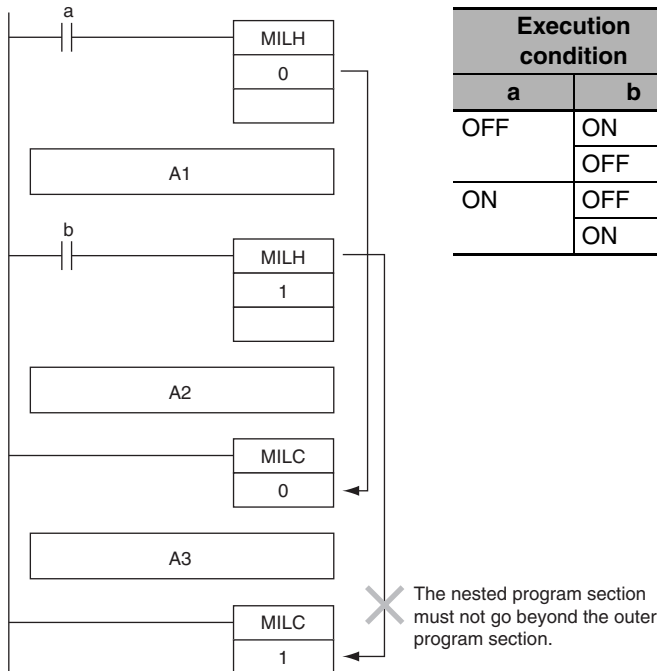 a
MILH
0
A1
b
MILH
1
A2
MILC
0
A3
MILC
1
Execution
condition
a b
OFF ON
OFF
ON OFF
ON
The nested program section
must not go beyond the outer
program section.